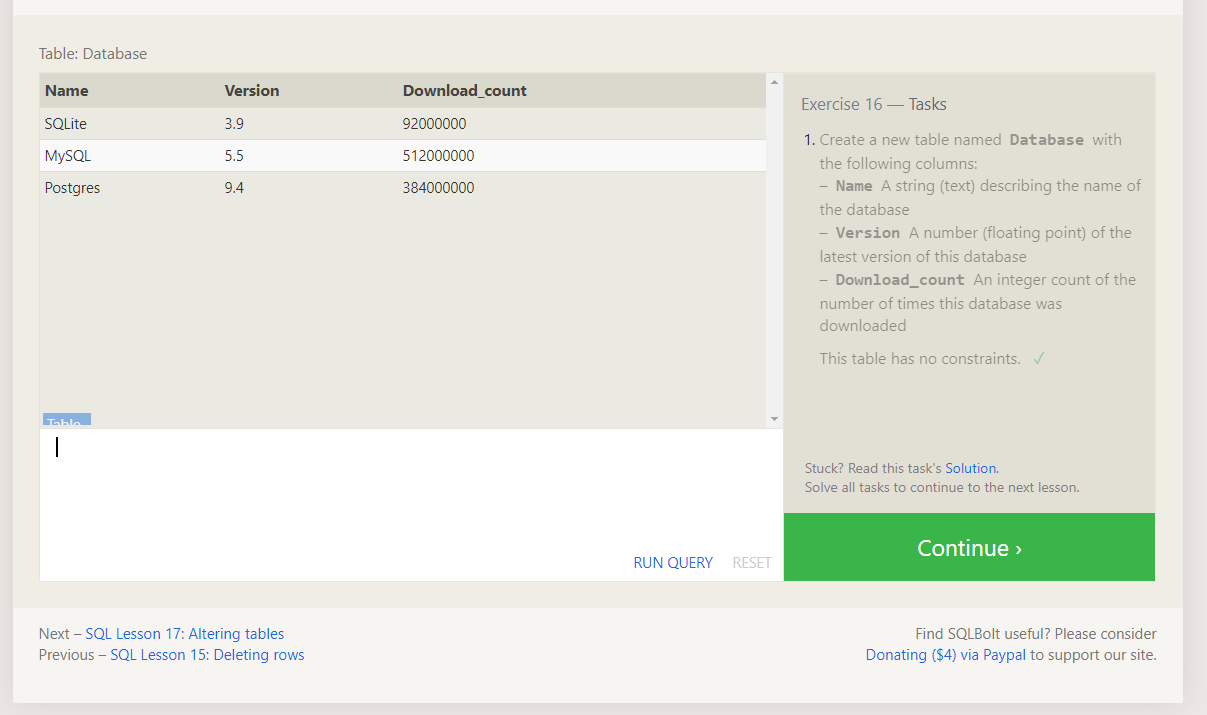 Table: Database
Name Version Download_count
SQLite 3.9 92000000
MySQL 5.5 512000000
Postgres 9.4 384000000
Table
RUN QUERY RESET
Exercise 16 — Tasks
1. Create a new table named Database with
the following columns:
– Name A string (text) describing the name of
the database
– Version A number (floating point) of the
latest version of this database
– Download_count An integer count of the
number of times this database was
downloaded
This table has no constraints. ✓
Stuck? Read this task's Solution.
Solve all tasks to continue to the next lesson.
Continue ›
Next – SQL Lesson 17: Altering tables
Previous – SQL Lesson 15: Deleting rows
Find SQLBolt useful? Please consider
Donating ($4) via Paypal to support our site.